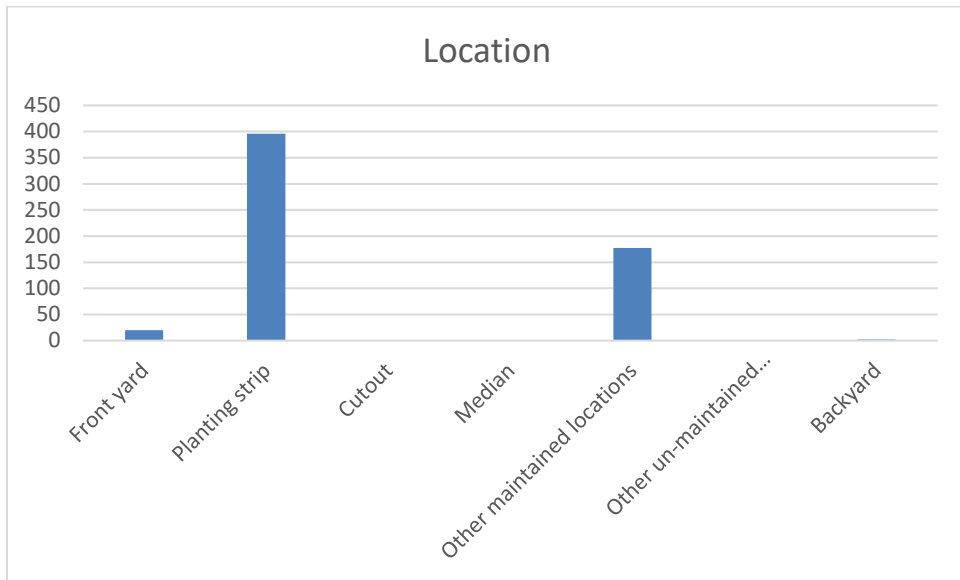 Location
450
400
350
300
250
200
150
100
50
0
Front yard
Planting strip
Cutout
Median
Other maintained locations
Other un-maintained...
Backyard